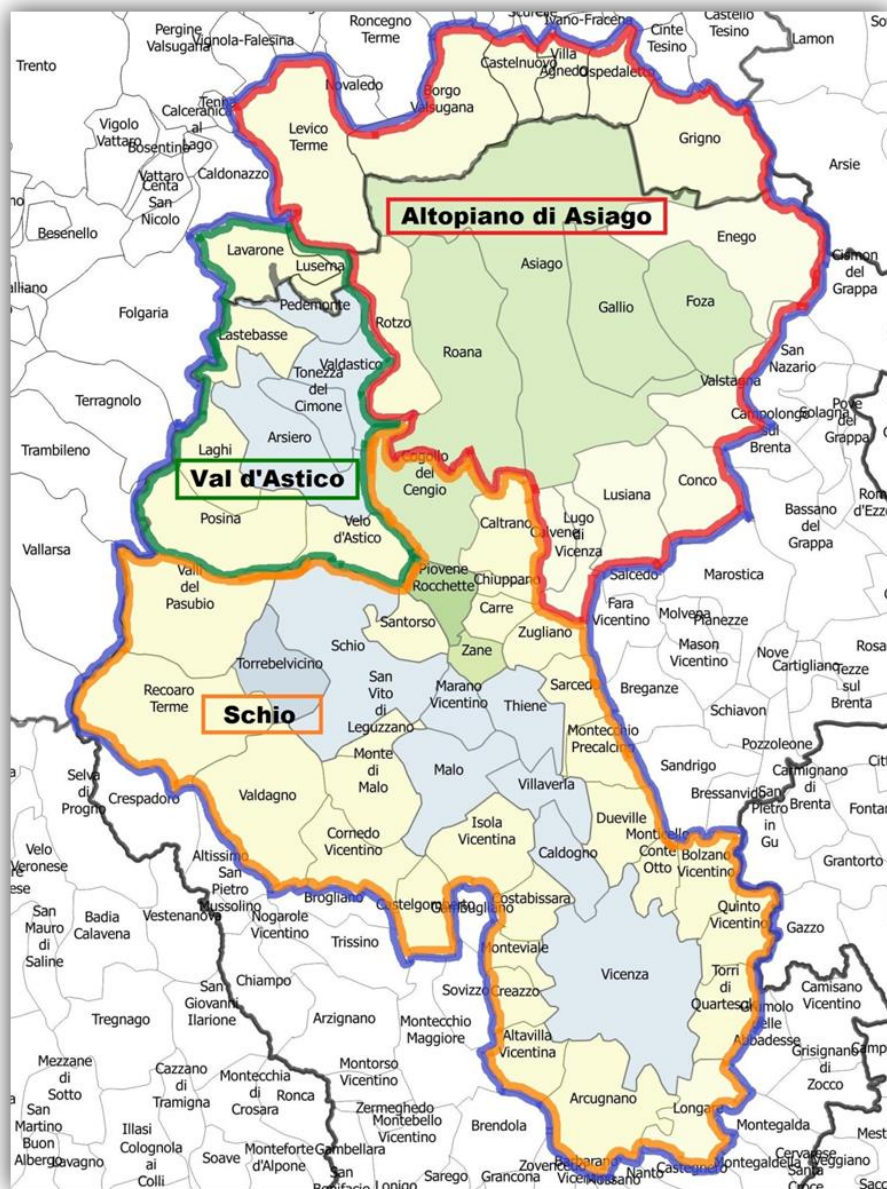 Pergine
Valsugana
Vignola-Falesina
Roncegno
Terme
Ivano-Fracena
Cinte
Tesino
Castello
Tesino
Lamon
Trento
Novaledo
Borgo
Valsugana
Castelnuovo
Villa
Agnedo
Ospedaletto
Tenna
Calceranica
al
Lago
Levico
Terme
Vigolo
Vattaro
Bosentino
Vattaro
Caldonazzo
Centa
San
Nicolo
Grigno
Arsie
Besenello
Altopiano di Asiago
Enego
Lavarone
Luserna
Asiago
Cismon
del
Grappa
Folgaria
Pedemonte
Rotzo
Gallio
Foza
Lastebasse
Roana
San
Nazario
Valdastico
Tonezza
del
Cimone
Valstagna
Terragnolo
Campolongo
sul
Brenta
Solagna
Pove
del
Grappa
Arsiero
Trambileno
Laghi
Cogollo
del
Cengio
Val d'Astico
Lusiana
Conco
Posina
Velo
d'Astico
Caltrano
Calvene
Lugo
di
Vicenza
Bassano
del
Grappa
Vallarsa
Valli
del
Pasubio
Piovene
Rocchette
Chiuppano
Salcedo
Marostica
Carre
Fara
Vicentino
Molvena
Pianezze
Santorso
Zugliano
Schio
Zane
Mason
Vicentino
Nove
Cartigliano
Tezze
sul
Brenta
Torrebelvicino
San
Vito
di
Leguzzano
Marano
Vicentino
Sarcedo
Breganze
Recoaro
Terme
Thiene
Schiavon
Schio
Montecchio
Precalcino
Pozzoleone
Monte
di
Malo
Malo
Sandrigo
Carmignano
di
Brenta
Selva
di
Progno
Crespadoro
Valdagno
Villaverla
Bressanvido
San
Pietro
in
Gu
Dueville
Isola
Vicentina
Monticello
Conte
Otto
Cornedo
Vicentino
Caldogno
Bolzano
Vicentino
Grantorto
Velo
Veronese
Altissimo
San
Pietro
Mussolino
Brogliano
Castelgomberto
Gambugliano
Costabissara
Quinto
Vicentino
San
Mauro
di
Saline
Badia
Calavena
Vestenanova
Nogarole
Vicentino
Trissino
Monteviale
Gazzo
Vicenza
San
Giovanni
Ilarione
Chiampo
Sovizzo
Creazzo
Torri
di
Quartesolo
Camisano
Vicentino
Tregnago
Arzignano
Montecchio
Maggiore
Grumolo
delle
Abbadesse
Altavilla
Vicentina
Grisignano
di
Zocco
Mezzane
di
Sotto
Cazzano
di
Tramigna
Montecchia
di
Crosara
Ronca
Montorso
Vicentino
Arcugnano
Zermeghedo
Longare
San
Martino
Buon
Albergo
Illasi
Colognola
ai
Colli
Montebello
Vicentino
Brendola
Montegalda
Lavagno
Soave
Monteforte
d'Alpone
Gambellara
Sarego
Grancona
Zovencedo
Barbarano
Mossano
Nanto
Castegnero
Montegaldella
Cervarese
Santa
Croce
Veggiano
Lonigo